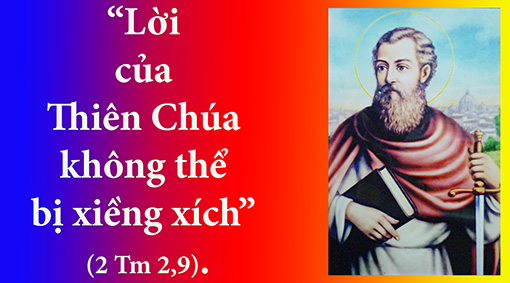 “Lời
của
Thiên Chúa
không thể
bị xiềng xích”
(2 Tm 2,9).